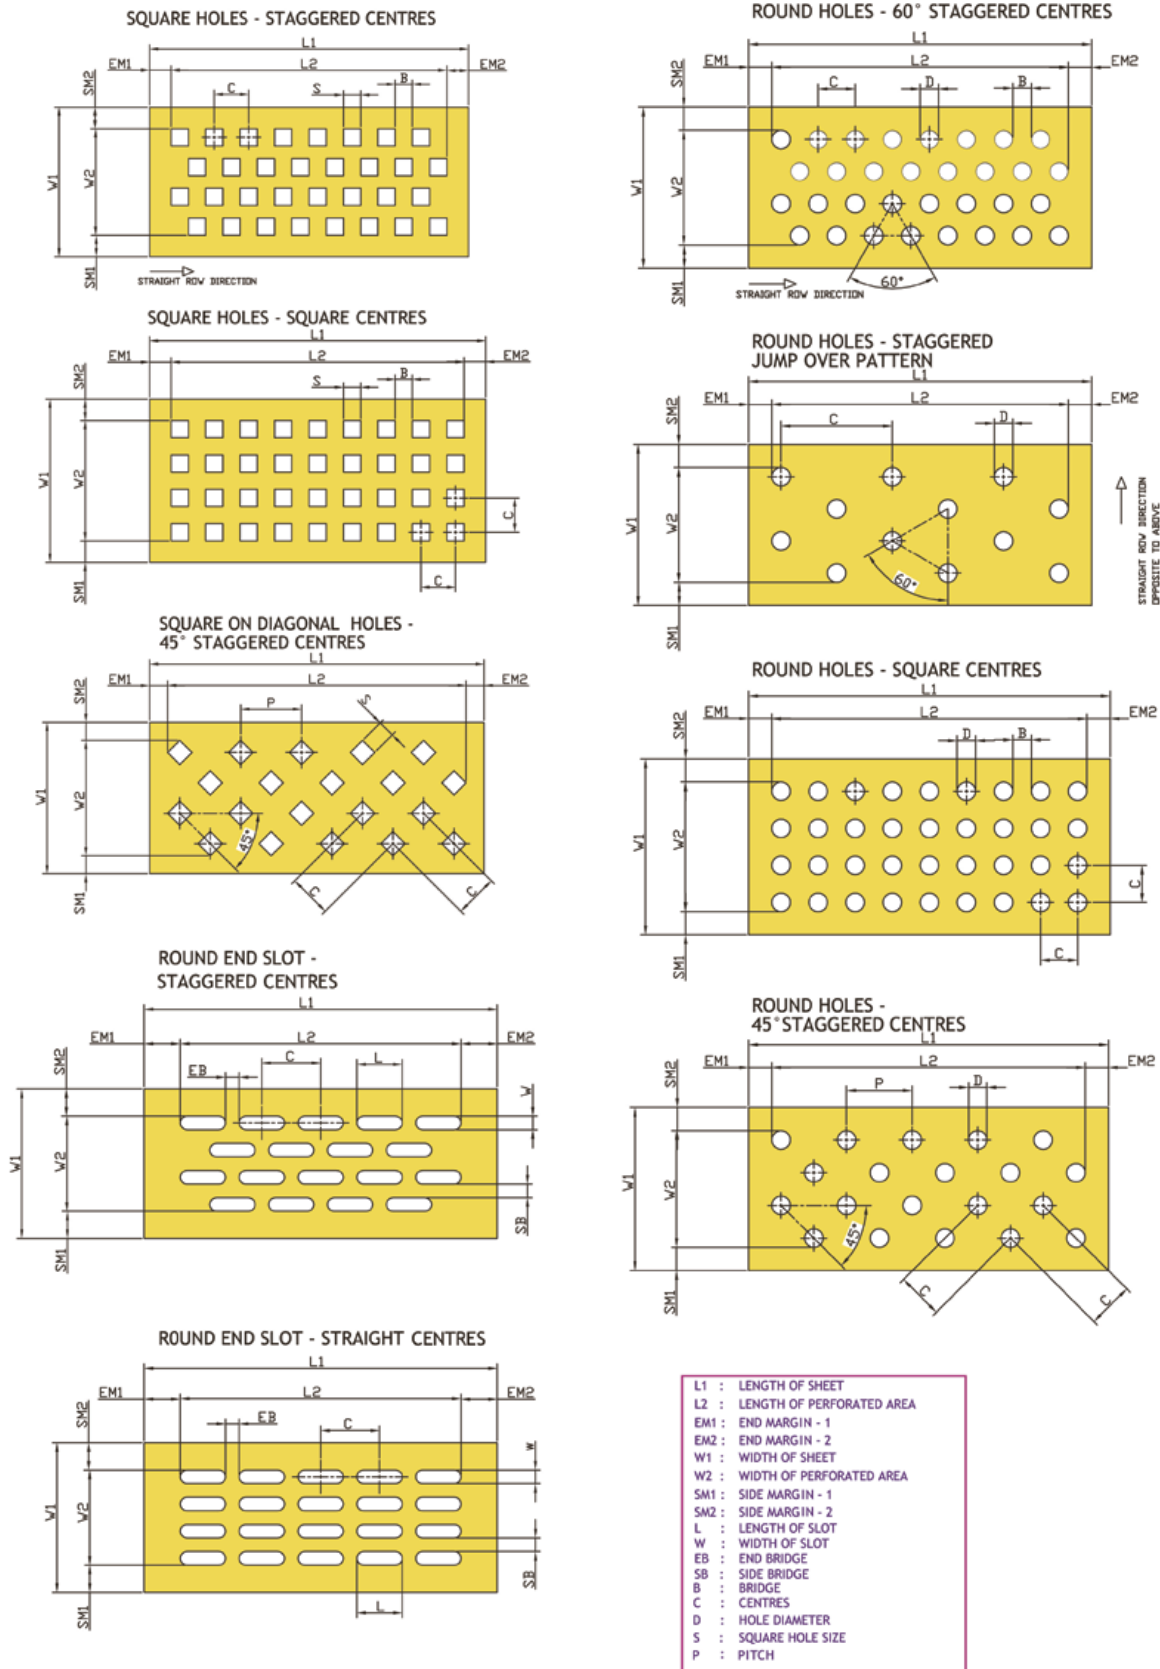 SQUARE HOLES - STAGGERED CENTRES
L1
EM1
L2
EM2
SM2
C
S
B
W1
W2
SM1
STRAIGHT ROW DIRECTION
SQUARE HOLES - SQUARE CENTRES
L1
EM1
L2
EM2
SM2
S
B
W1
W2
C
SM1
C
SQUARE ON DIAGONAL HOLES -
45° STAGGERED CENTRES
L1
EM1
L2
EM2
SM2
P
S
W1
W2
45°
SM1
C
C
ROUND END SLOT -
STAGGERED CENTRES
L1
EM1
L2
EM2
SM2
C
L
EB
W
W1
W2
SB
SM1
ROUND END SLOT - STRAIGHT CENTRES
L1
EM1
L2
EM2
SM2
EB
C
W
W1
W2
SB
SM1
L
ROUND HOLES - 60° STAGGERED CENTRES
L1
EM1
L2
EM2
SM2
C
D
B
W1
W2
SM1
60°
STRAIGHT ROW DIRECTION
ROUND HOLES - STAGGERED
JUMP OVER PATTERN
L1
EM1
L2
EM2
SM2
C
D
W1
W2
60°
SM1
STRAIGHT ROW DIRECTION
OPPOSITE TO ABOVE
ROUND HOLES - SQUARE CENTRES
L1
EM1
L2
EM2
SM2
D
B
W1
W2
C
SM1
C
ROUND HOLES -
45°STAGGERED CENTRES
L1
EM1
L2
EM2
SM2
P
D
W1
W2
45°
SM1
C
C
L1 : LENGTH OF SHEET
L2 : LENGTH OF PERFORATED AREA
EM1 : END MARGIN - 1
EM2 : END MARGIN - 2
W1 : WIDTH OF SHEET
W2 : WIDTH OF PERFORATED AREA
SM1 : SIDE MARGIN - 1
SM2 : SIDE MARGIN - 2
L : LENGTH OF SLOT
W : WIDTH OF SLOT
EB : END BRIDGE
SB : SIDE BRIDGE
B : BRIDGE
C : CENTRES
D : HOLE DIAMETER
S : SQUARE HOLE SIZE
P : PITCH